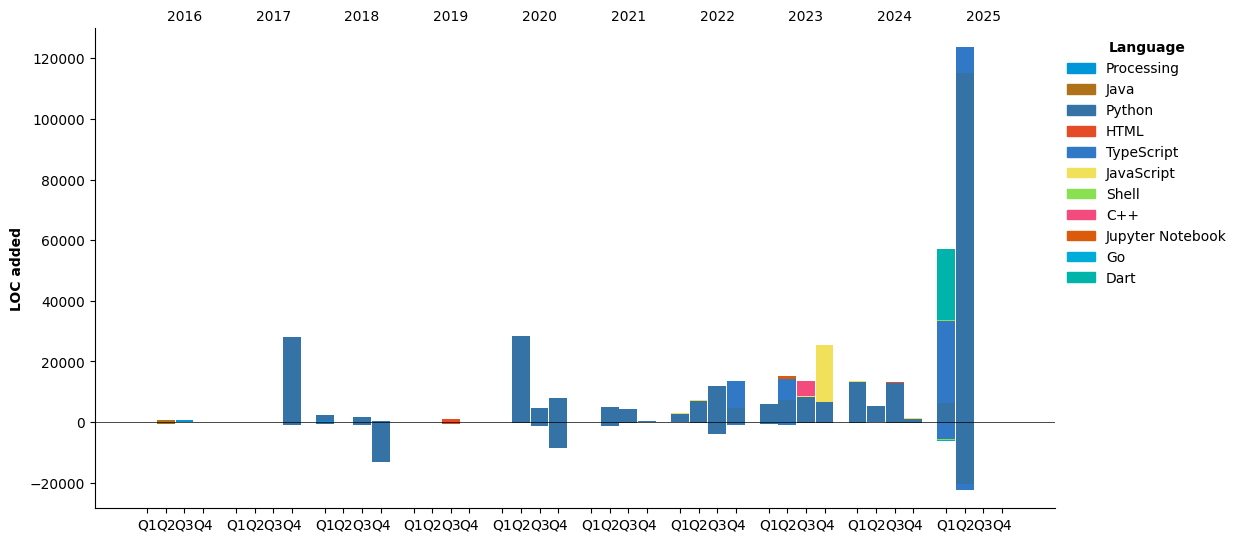 2016 2017 2018 2019 2020 2021 2022 2023 2024 2025
Language
Processing
Java
Python
HTML
TypeScript
JavaScript
Shell
C++
Jupyter Notebook
Go
Dart
LOC added
120000
100000
80000
60000
40000
20000
0
−20000
Q1Q2Q3Q4 Q1Q2Q3Q4 Q1Q2Q3Q4 Q1Q2Q3Q4 Q1Q2Q3Q4 Q1Q2Q3Q4 Q1Q2Q3Q4 Q1Q2Q3Q4 Q1Q2Q3Q4 Q1Q2Q3Q4